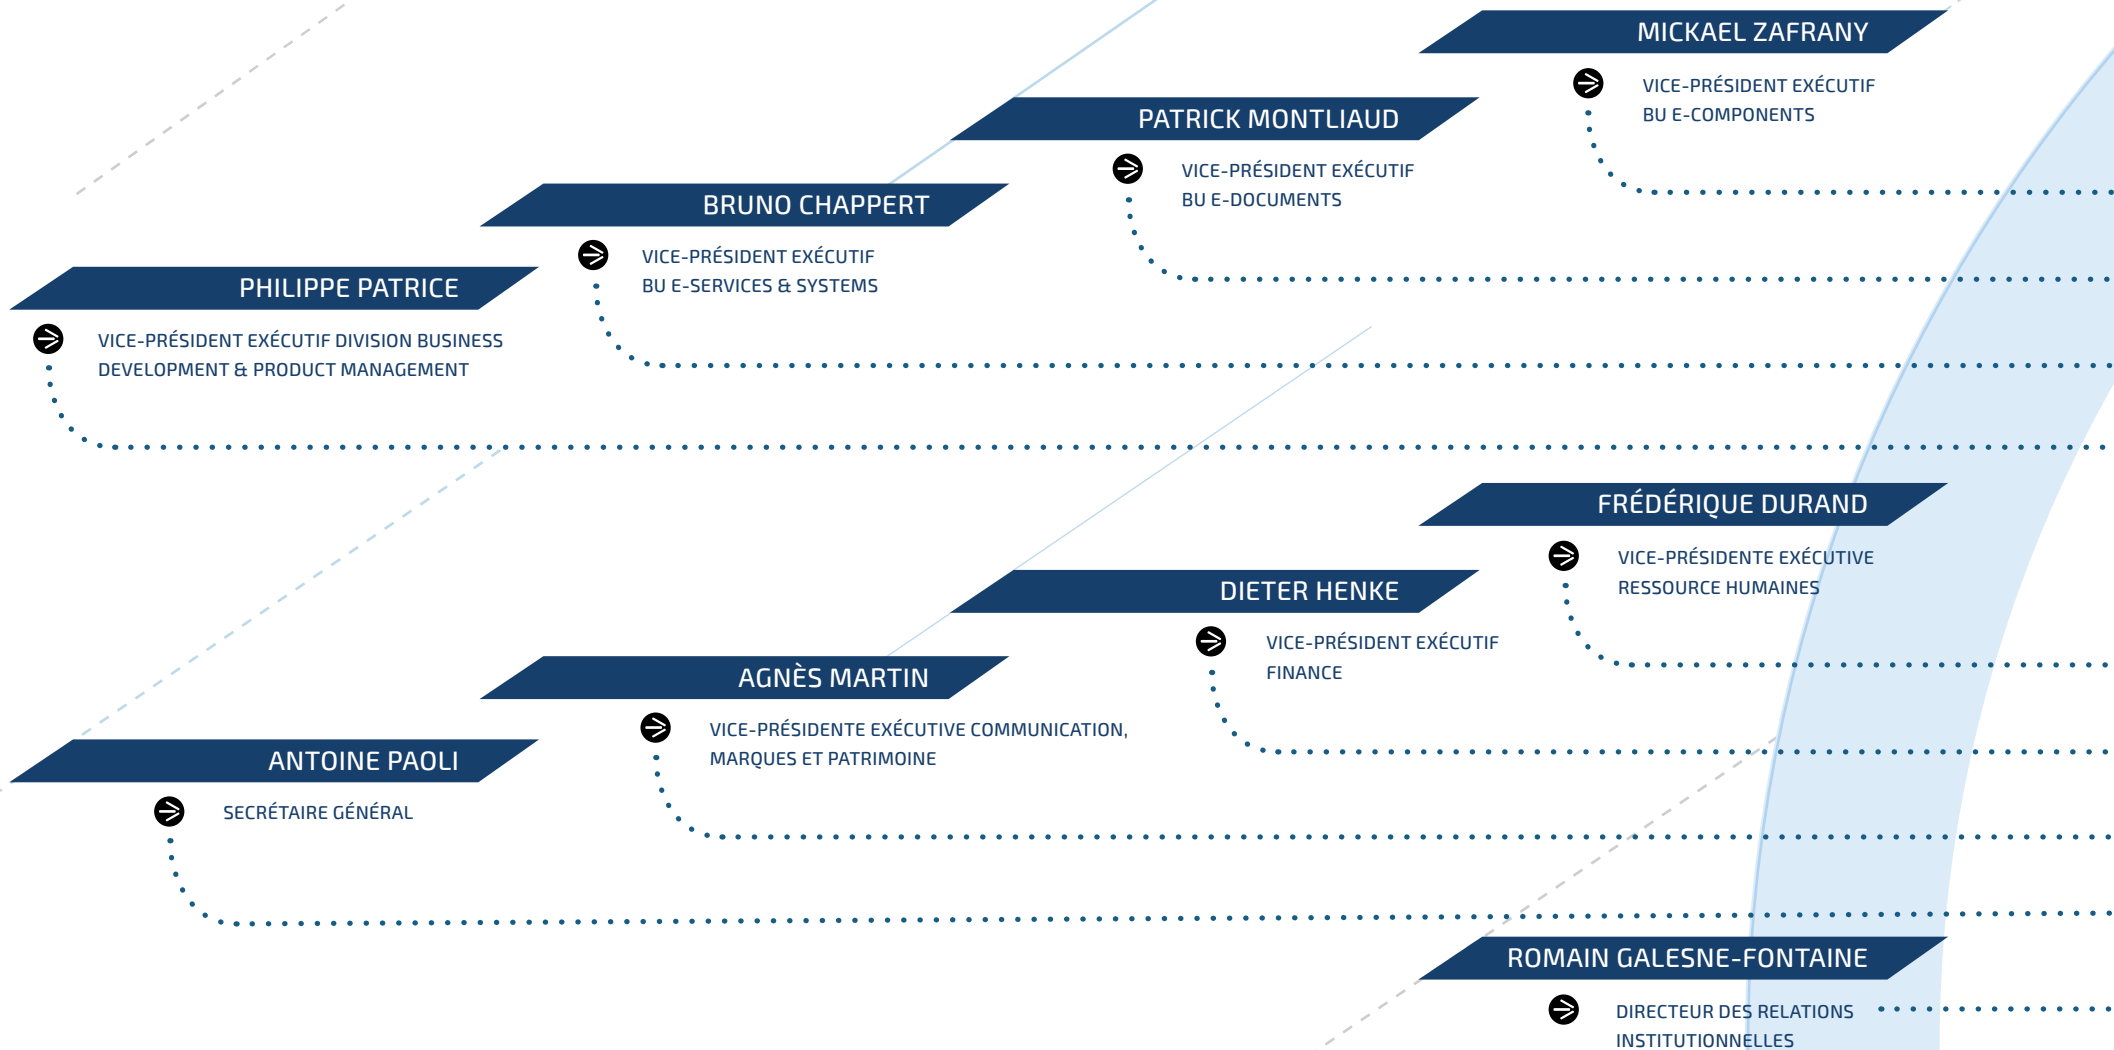 MICKAEL ZAFRANY
VICE-PRÉSIDENT EXÉCUTIF
BU E-COMPONENTS
PATRICK MONTLIAUD
VICE-PRÉSIDENT EXÉCUTIF
BU E-DOCUMENTS
BRUNO CHAPPERT
VICE-PRÉSIDENT EXÉCUTIF
BU E-SERVICES & SYSTEMS
PHILIPPE PATRICE
VICE-PRÉSIDENT EXÉCUTIF DIVISION BUSINESS
DEVELOPMENT & PRODUCT MANAGEMENT
FRÉDÉRIQUE DURAND
VICE-PRÉSIDENTE EXÉCUTIVE
RESSOURCE HUMAINES
DIETER HENKE
VICE-PRÉSIDENT EXÉCUTIF
FINANCE
AGNÈS MARTIN
VICE-PRÉSIDENTE EXÉCUTIVE COMMUNICATION,
MARQUES ET PATRIMOINE
ANTOINE PAOLI
SECRÉTAIRE GÉNÉRAL
ROMAIN GALESNE-FONTAINE
DIRECTEUR DES RELATIONS
INSTITUTIONNELLES